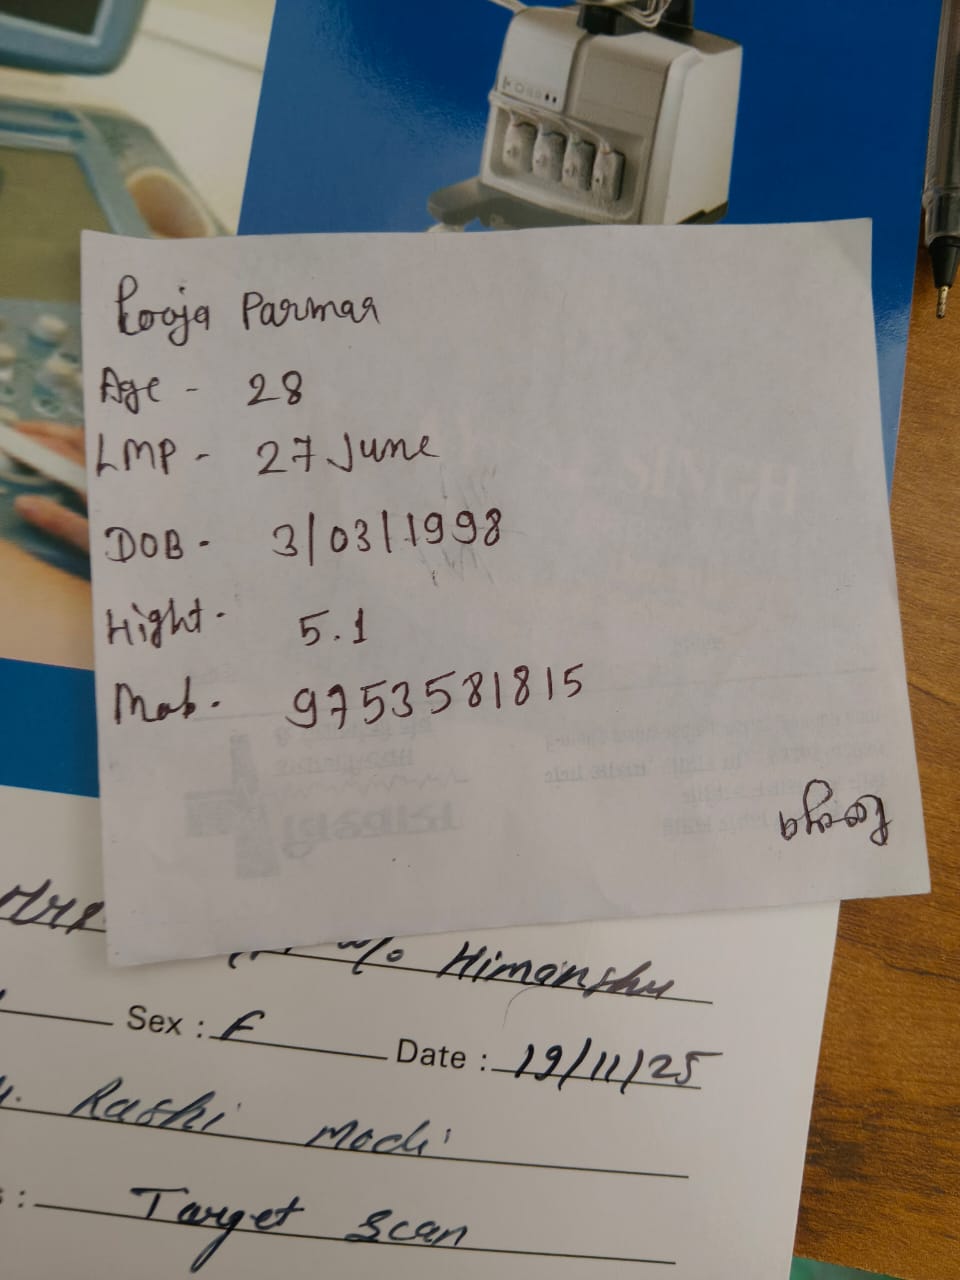 Pooja Parmar
Age - 28
LMP - 27 June
DOB - 3/03/1998
Hight - 5.1
Mob. 9753581815
Pooja
Mrs
w/o Himanshu
Sex : F
Date : 19/11/25
Rashi Modi
Target Scan